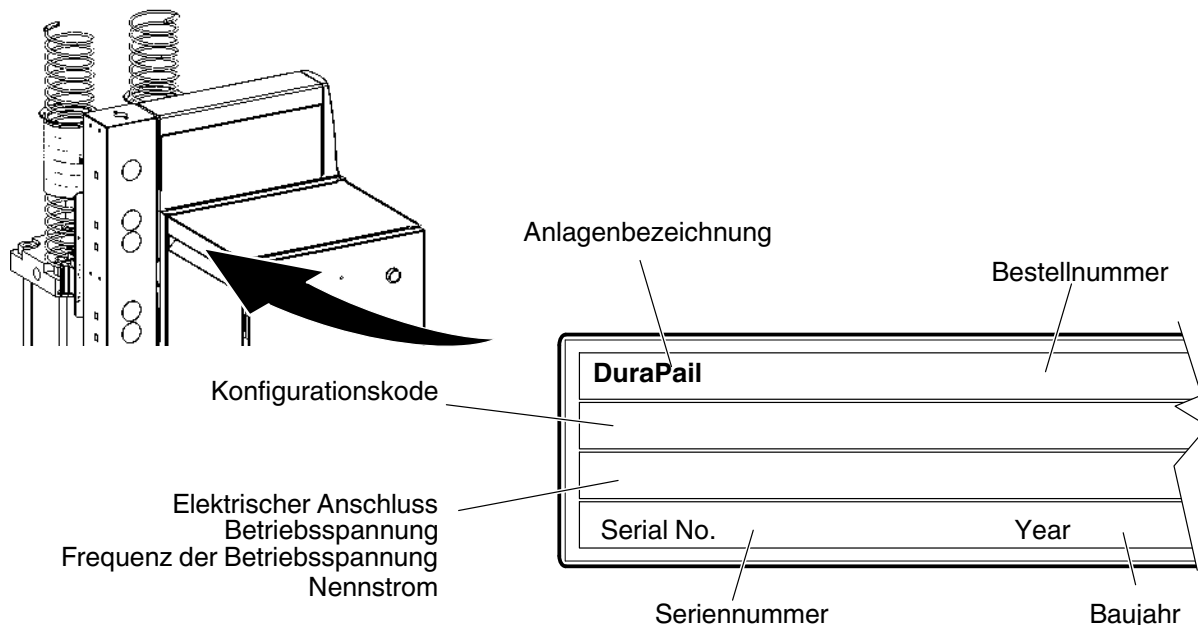 Anlagenbezeichnung
Bestellnummer
DuraPail
Konfigurationskode
Elektrischer Anschluss
Betriebsspannung
Frequenz der Betriebsspannung
Nennstrom
Serial No. Year
Seriennummer
Baujahr